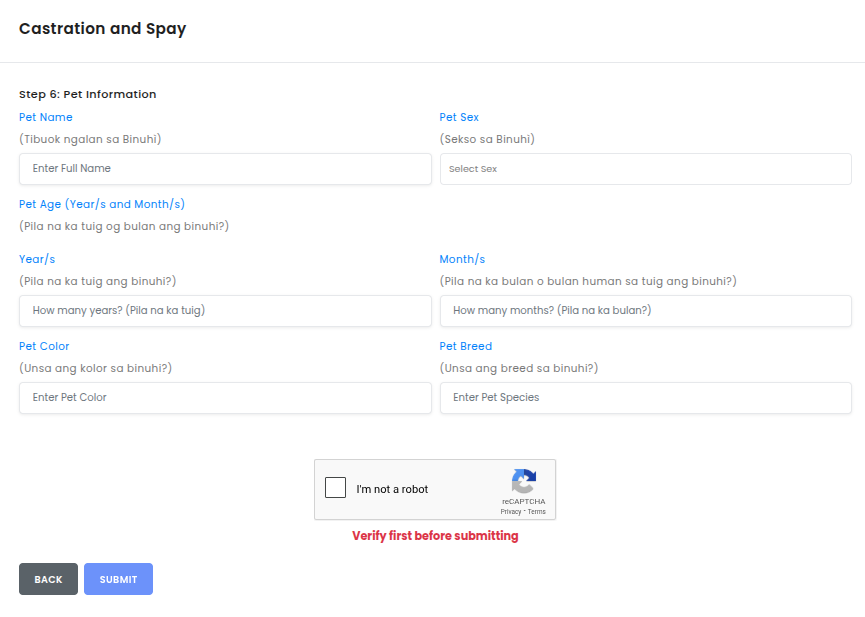 Castration and Spay
Step 6: Pet Information
Pet Name
(Tibuok ngalan sa Binuhi)
Enter Full Name
Pet Sex
(Sekso sa Binuhi)
Select Sex
Pet Age (Year/s and Month/s)
(Pila na ka tuig og bulan ang binuhi?)
Year/s
(Pila na ka tuig ang binuhi?)
How many years? (Pila na ka tuig)
Month/s
(Pila na ka bulan o bulan human sa tuig ang binuhi?)
How many months? (Pila na ka bulan?)
Pet Color
(Unsa ang kolor sa binuhi?)
Enter Pet Color
Pet Breed
(Unsa ang breed sa binuhi?)
Enter Pet Species
I'm not a robot
reCAPTCHA
Privacy - Terms
Verify first before submitting
BACK
SUBMIT